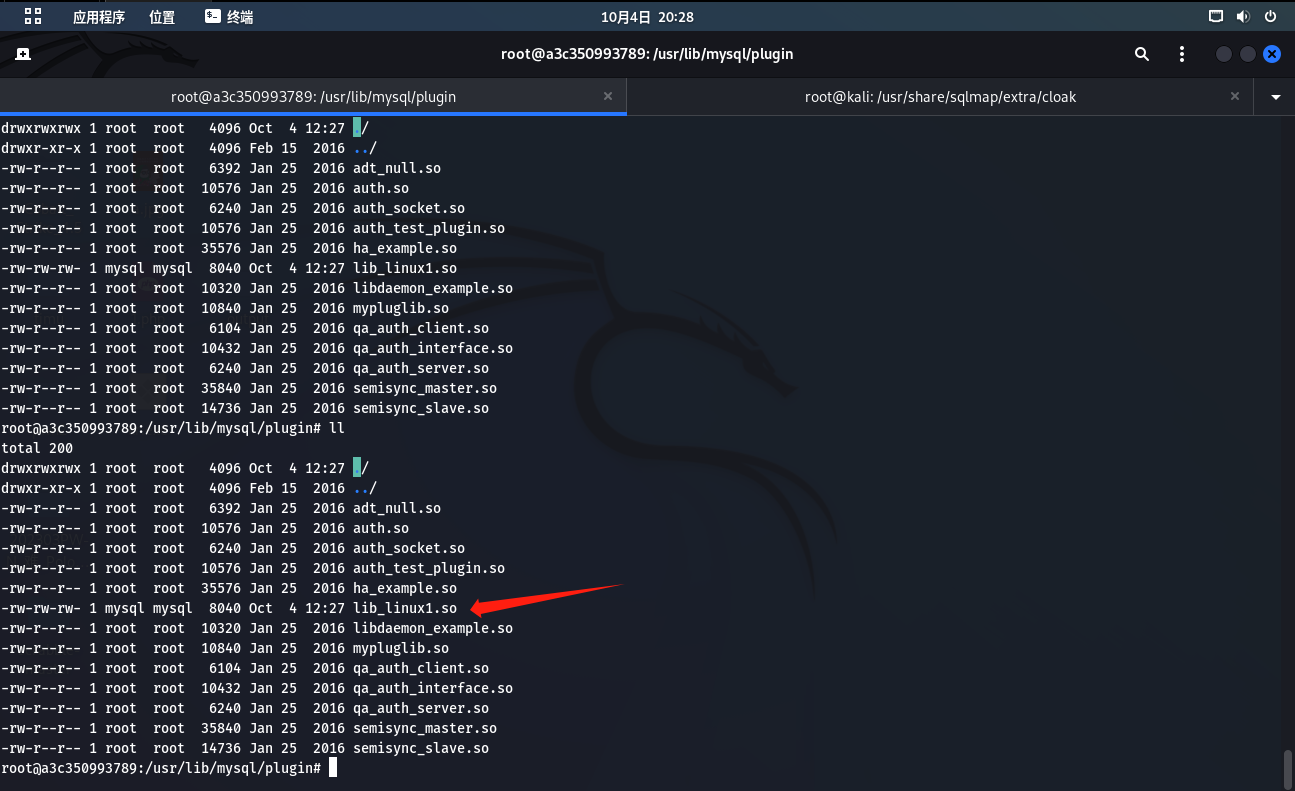 应用程序 位置 终端 10月4日 20:28
root@a3c350993789: /usr/lib/mysql/plugin
root@a3c350993789: /usr/lib/mysql/plugin root@kali: /usr/share/sqlmap/extra/cloak
drwxrwxrwx 1 root  root   4096 Oct  4 12:27 ./
drwxr-xr-x 1 root  root   4096 Feb 15  2016 ../
-rw-r--r-- 1 root  root   6392 Jan 25  2016 adt_null.so
-rw-r--r-- 1 root  root  10576 Jan 25  2016 auth.so
-rw-r--r-- 1 root  root   6240 Jan 25  2016 auth_socket.so
-rw-r--r-- 1 root  root  10576 Jan 25  2016 auth_test_plugin.so
-rw-r--r-- 1 root  root  35576 Jan 25  2016 ha_example.so
-rw-rw-rw- 1 mysql mysql  8040 Oct  4 12:27 lib_linux1.so
-rw-r--r-- 1 root  root  10320 Jan 25  2016 libdaemon_example.so
-rw-r--r-- 1 root  root  10840 Jan 25  2016 mypluglib.so
-rw-r--r-- 1 root  root   6104 Jan 25  2016 qa_auth_client.so
-rw-r--r-- 1 root  root  10432 Jan 25  2016 qa_auth_interface.so
-rw-r--r-- 1 root  root   6240 Jan 25  2016 qa_auth_server.so
-rw-r--r-- 1 root  root  35840 Jan 25  2016 semisync_master.so
-rw-r--r-- 1 root  root  14736 Jan 25  2016 semisync_slave.so
root@a3c350993789:/usr/lib/mysql/plugin# ll
total 200
drwxrwxrwx 1 root  root   4096 Oct  4 12:27 ./
drwxr-xr-x 1 root  root   4096 Feb 15  2016 ../
-rw-r--r-- 1 root  root   6392 Jan 25  2016 adt_null.so
-rw-r--r-- 1 root  root  10576 Jan 25  2016 auth.so
-rw-r--r-- 1 root  root   6240 Jan 25  2016 auth_socket.so
-rw-r--r-- 1 root  root  10576 Jan 25  2016 auth_test_plugin.so
-rw-r--r-- 1 root  root  35576 Jan 25  2016 ha_example.so
-rw-rw-rw- 1 mysql mysql  8040 Oct  4 12:27 lib_linux1.so
-rw-r--r-- 1 root  root  10320 Jan 25  2016 libdaemon_example.so
-rw-r--r-- 1 root  root  10840 Jan 25  2016 mypluglib.so
-rw-r--r-- 1 root  root   6104 Jan 25  2016 qa_auth_client.so
-rw-r--r-- 1 root  root  10432 Jan 25  2016 qa_auth_interface.so
-rw-r--r-- 1 root  root   6240 Jan 25  2016 qa_auth_server.so
-rw-r--r-- 1 root  root  35840 Jan 25  2016 semisync_master.so
-rw-r--r-- 1 root  root  14736 Jan 25  2016 semisync_slave.so
root@a3c350993789:/usr/lib/mysql/plugin#